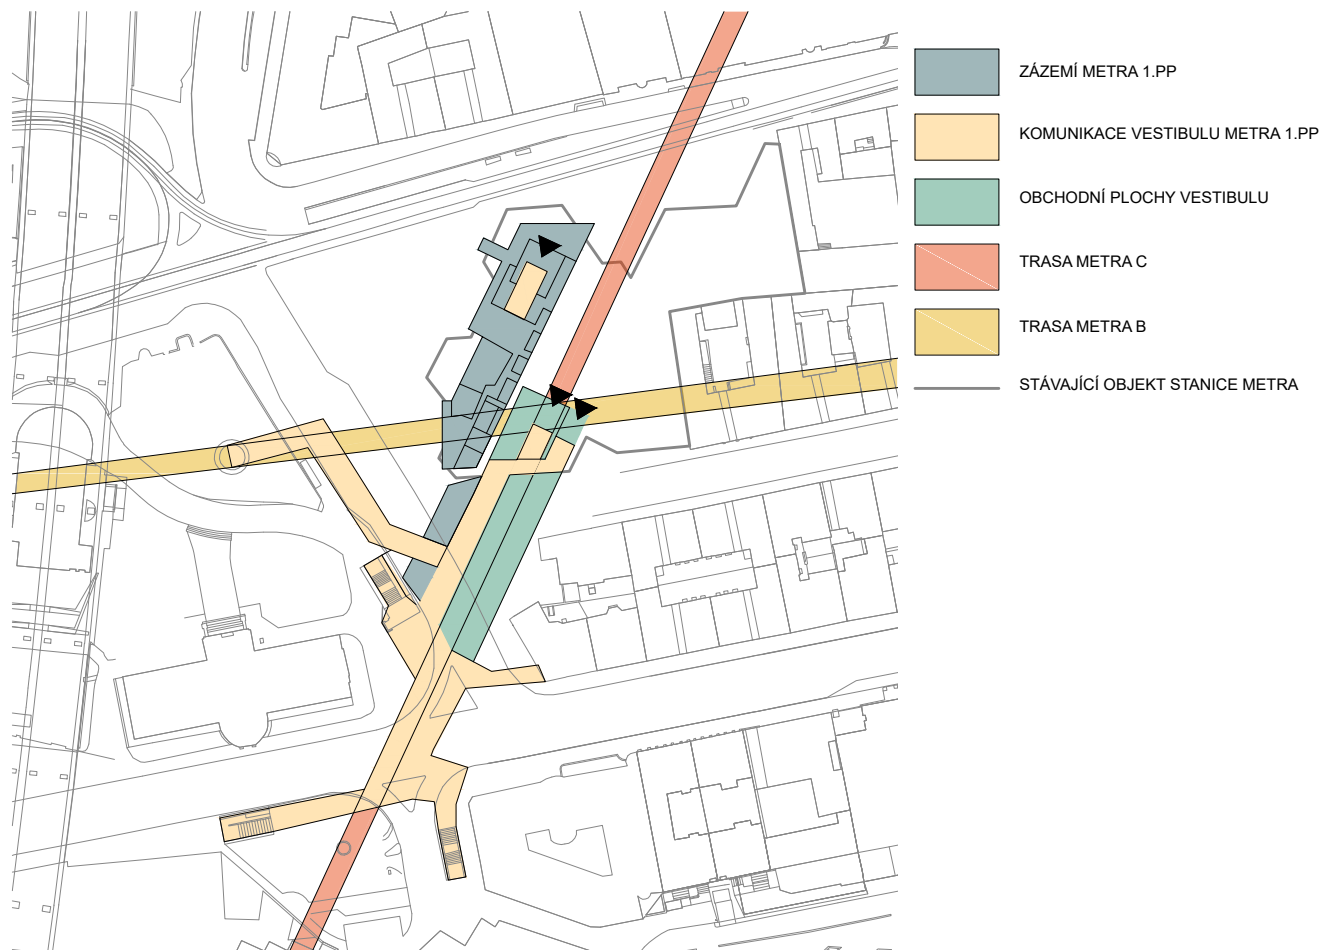 ZÁZEMÍ METRA 1.PP
KOMUNIKACE VESTIBULU METRA 1.PP
OBCHODNÍ PLOCHY VESTIBULU
TRASA METRA C
TRASA METRA B
STÁVAJÍCÍ OBJEKT STANICE METRA